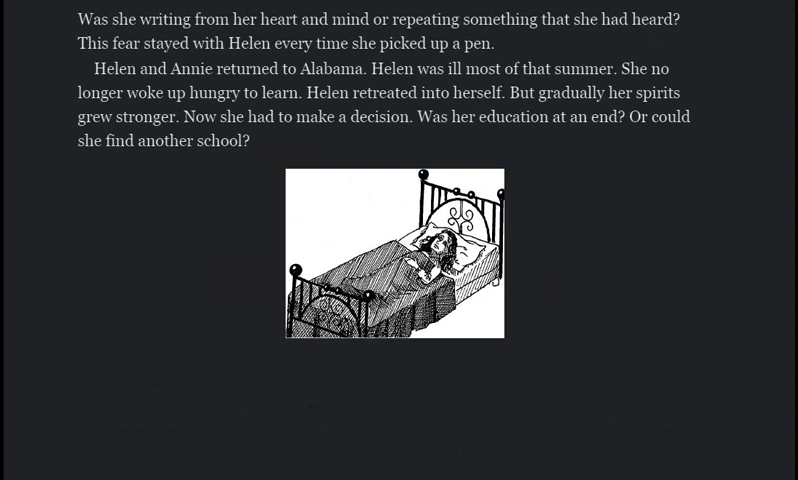 Was she writing from her heart and mind or repeating something that she had heard?
This fear stayed with Helen every time she picked up a pen.
Helen and Annie returned to Alabama. Helen was ill most of that summer. She no
longer woke up hungry to learn. Helen retreated into herself. But gradually her spirits
grew stronger. Now she had to make a decision. Was her education at an end? Or could
she find another school?